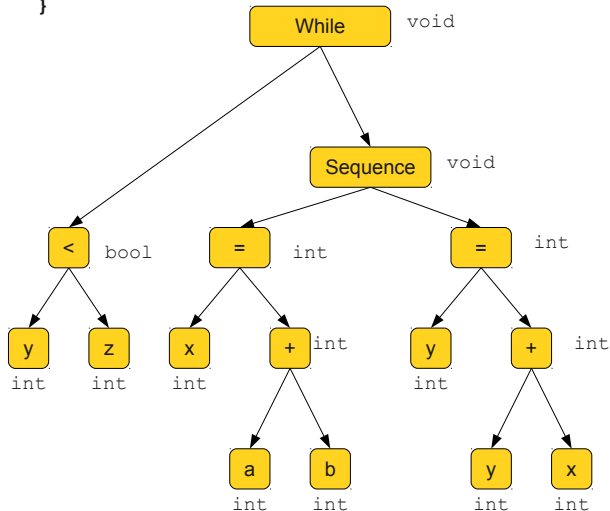 }
While void
Sequence void
< bool = int = int
y z x + int y + int
int int int int
a b y x
int int int int